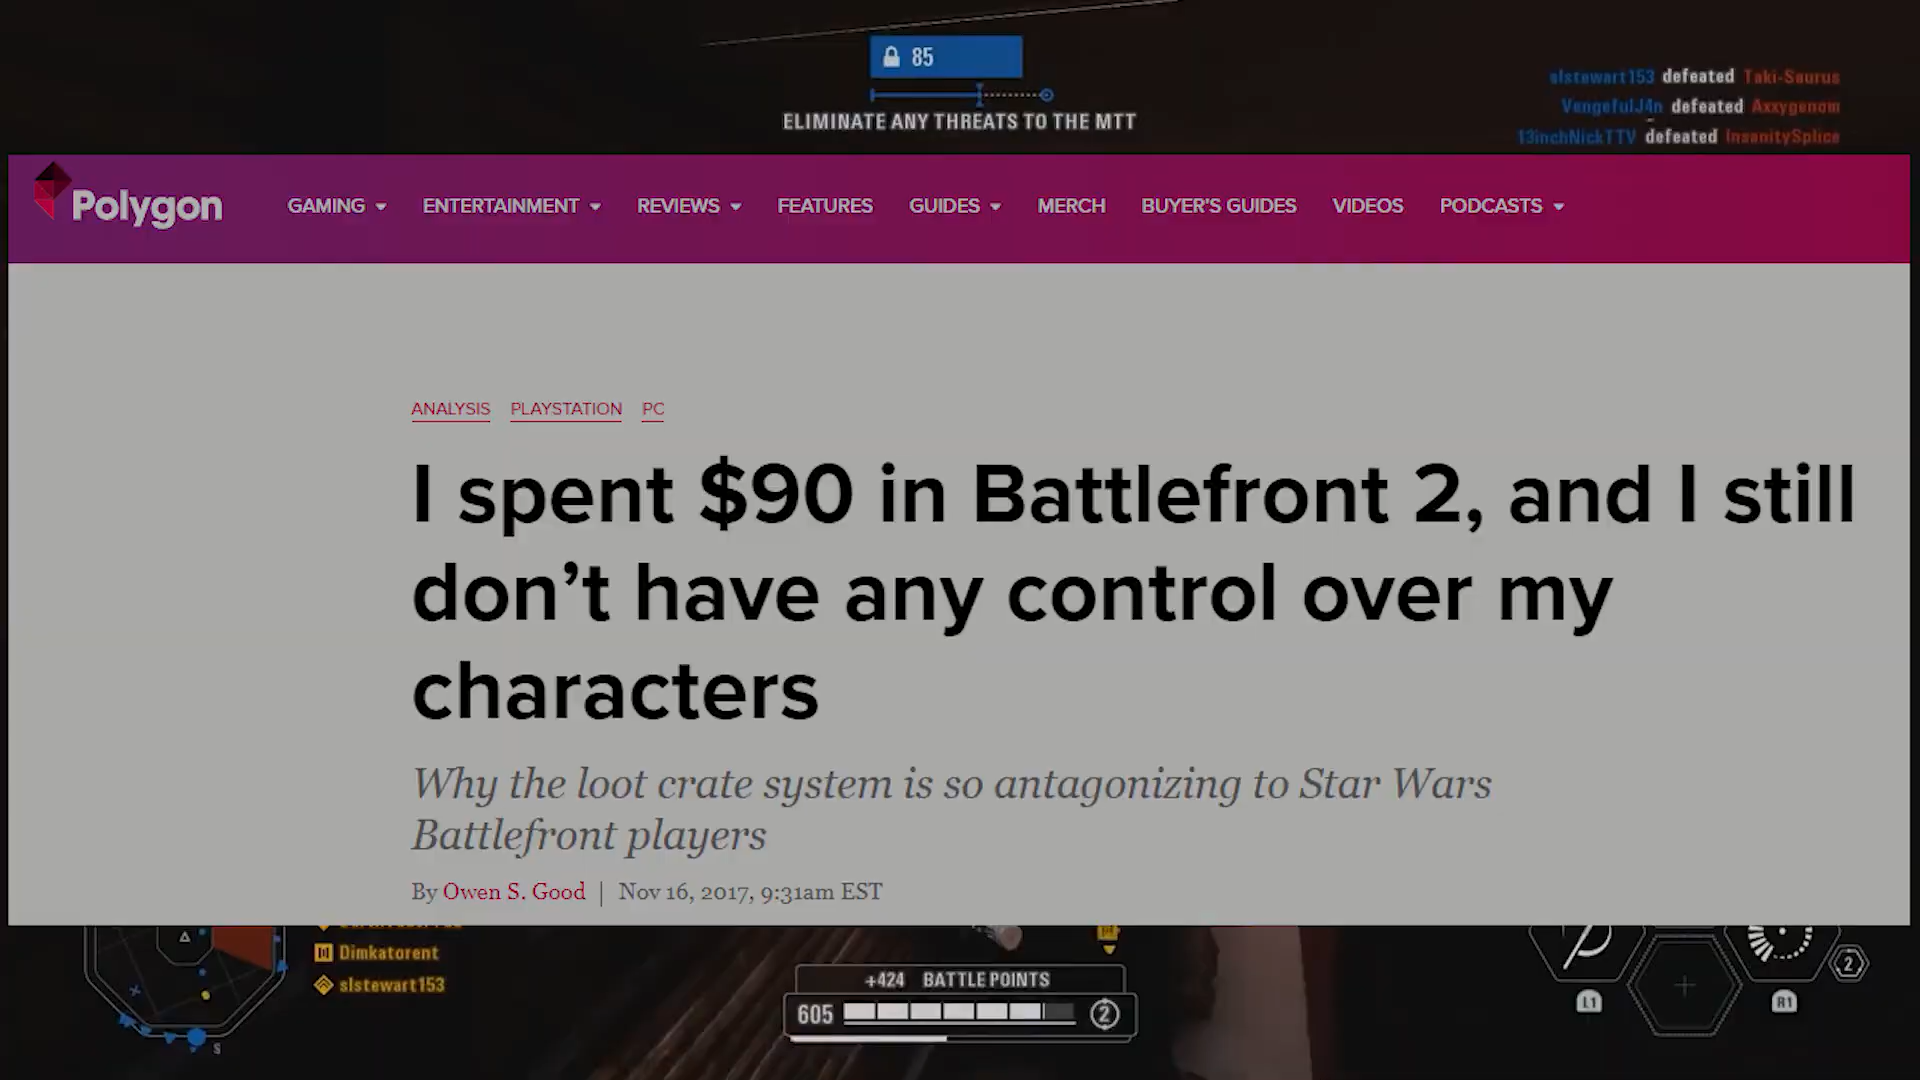 85
ELIMINATE ANY THREATS TO THE MTT
slstewart153 defeated Taki-Saurus
VengefulJ4n defeated Axxygenom
13inchNickTTV defeated InsanitySplice
Polygon
GAMING ENTERTAINMENT REVIEWS FEATURES GUIDES MERCH BUYER'S GUIDES VIDEOS PODCASTS
ANALYSIS PLAYSTATION PC
I spent $90 in Battlefront 2, and I still
don’t have any control over my
characters
Why the loot crate system is so antagonizing to Star Wars
Battlefront players
By Owen S. Good | Nov 16, 2017, 9:31am EST
Dimkatorent
slstewart153
S
+424 BATTLE POINTS
605
2
L1
R1
2